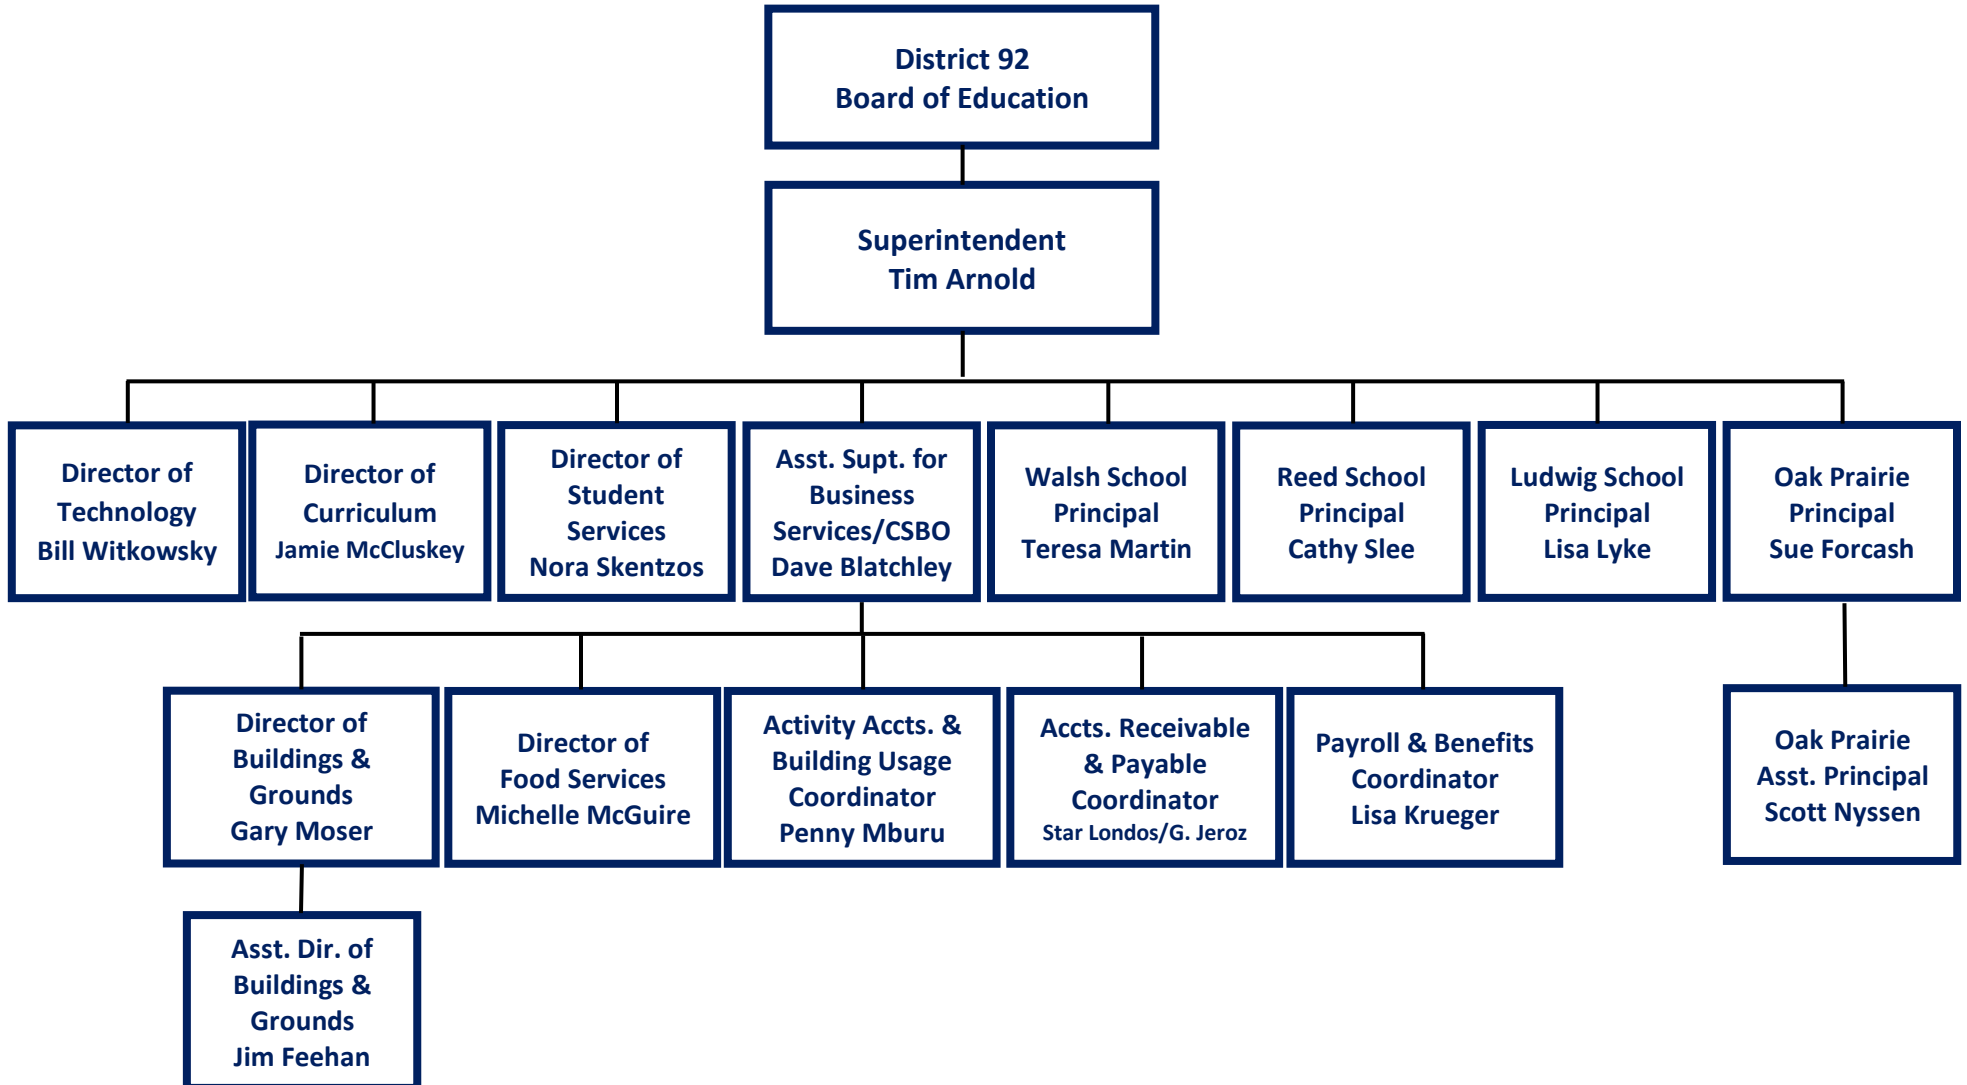 District 92
Board of Education
Superintendent
Tim Arnold
Director of
Technology
Bill Witkowsky
Director of
Curriculum
Jamie McCluskey
Director of
Student
Services
Nora Skentzos
Asst. Supt. for
Business
Services/CSBO
Dave Blatchley
Walsh School
Principal
Teresa Martin
Reed School
Principal
Cathy Slee
Ludwig School
Principal
Lisa Lyke
Oak Prairie
Principal
Sue Forcash
Director of
Buildings &
Grounds
Gary Moser
Director of
Food Services
Michelle McGuire
Activity Accts. &
Building Usage
Coordinator
Penny Mburu
Accts. Receivable
& Payable
Coordinator
Star Londos/G. Jeroz
Payroll & Benefits
Coordinator
Lisa Krueger
Oak Prairie
Asst. Principal
Scott Nyssen
Asst. Dir. of
Buildings &
Grounds
Jim Feehan